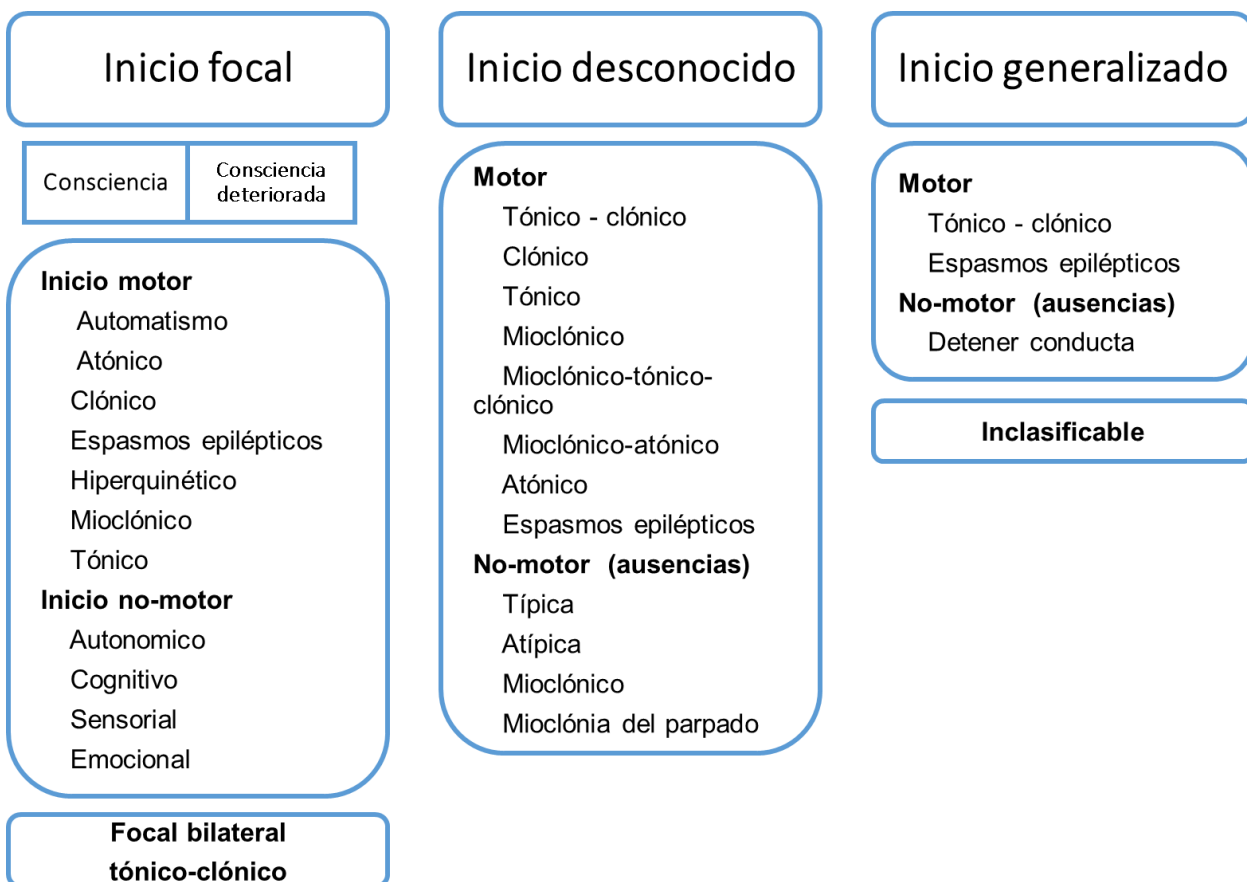 Inicio focal
Consciencia
Consciencia
deteriorada
Inicio motor
Automatismo
Atónico
Clónico
Espasmos epilépticos
Hiperquinético
Mioclónico
Tónico
Inicio no-motor
Autonomico
Cognitivo
Sensorial
Emocional
Focal bilateral
tónico-clónico
Inicio desconocido
Motor
Tónico - clónico
Clónico
Tónico
Mioclónico
Mioclónico-tónico-
clónico
Mioclónico-atónico
Atónico
Espasmos epilépticos
No-motor (ausencias)
Típica
Atípica
Mioclónico
Mioclónia del parpado
Inicio generalizado
Motor
Tónico - clónico
Espasmos epilépticos
No-motor (ausencias)
Detener conducta
Inclasificable